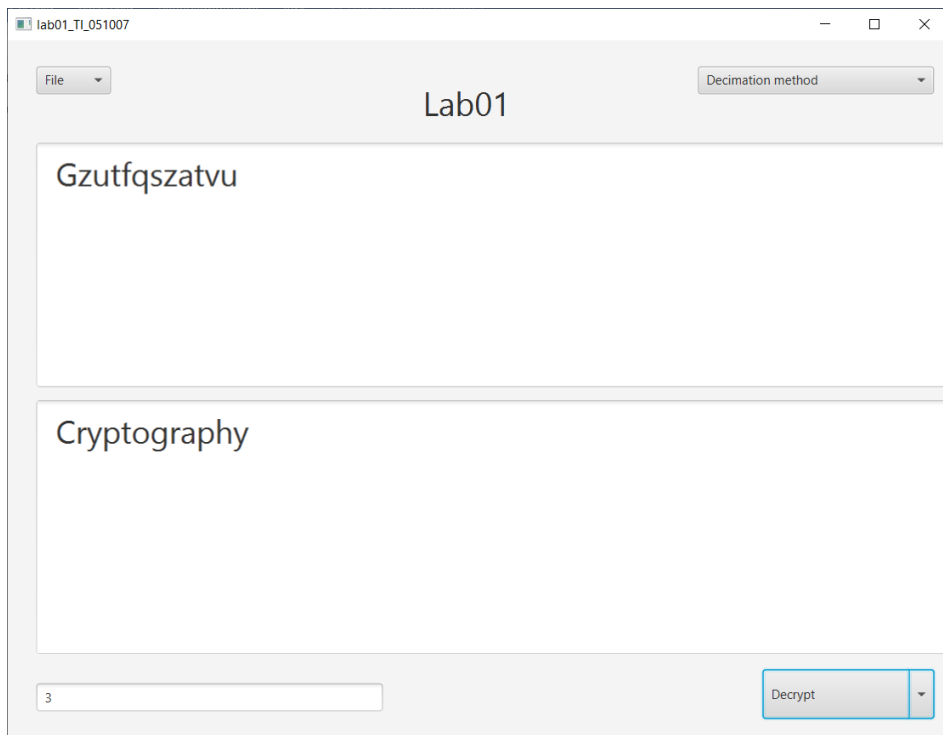 lab01_TI_051007
File
Decimation method
Lab01
Gzutfqszatvu
Cryptography
3
Decrypt